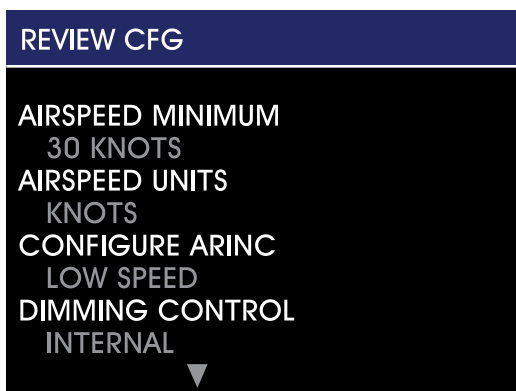 REVIEW CFG
AIRSPEED MINIMUM
30 KNOTS
AIRSPEED UNITS
KNOTS
CONFIGURE ARINC
LOW SPEED
DIMMING CONTROL
INTERNAL